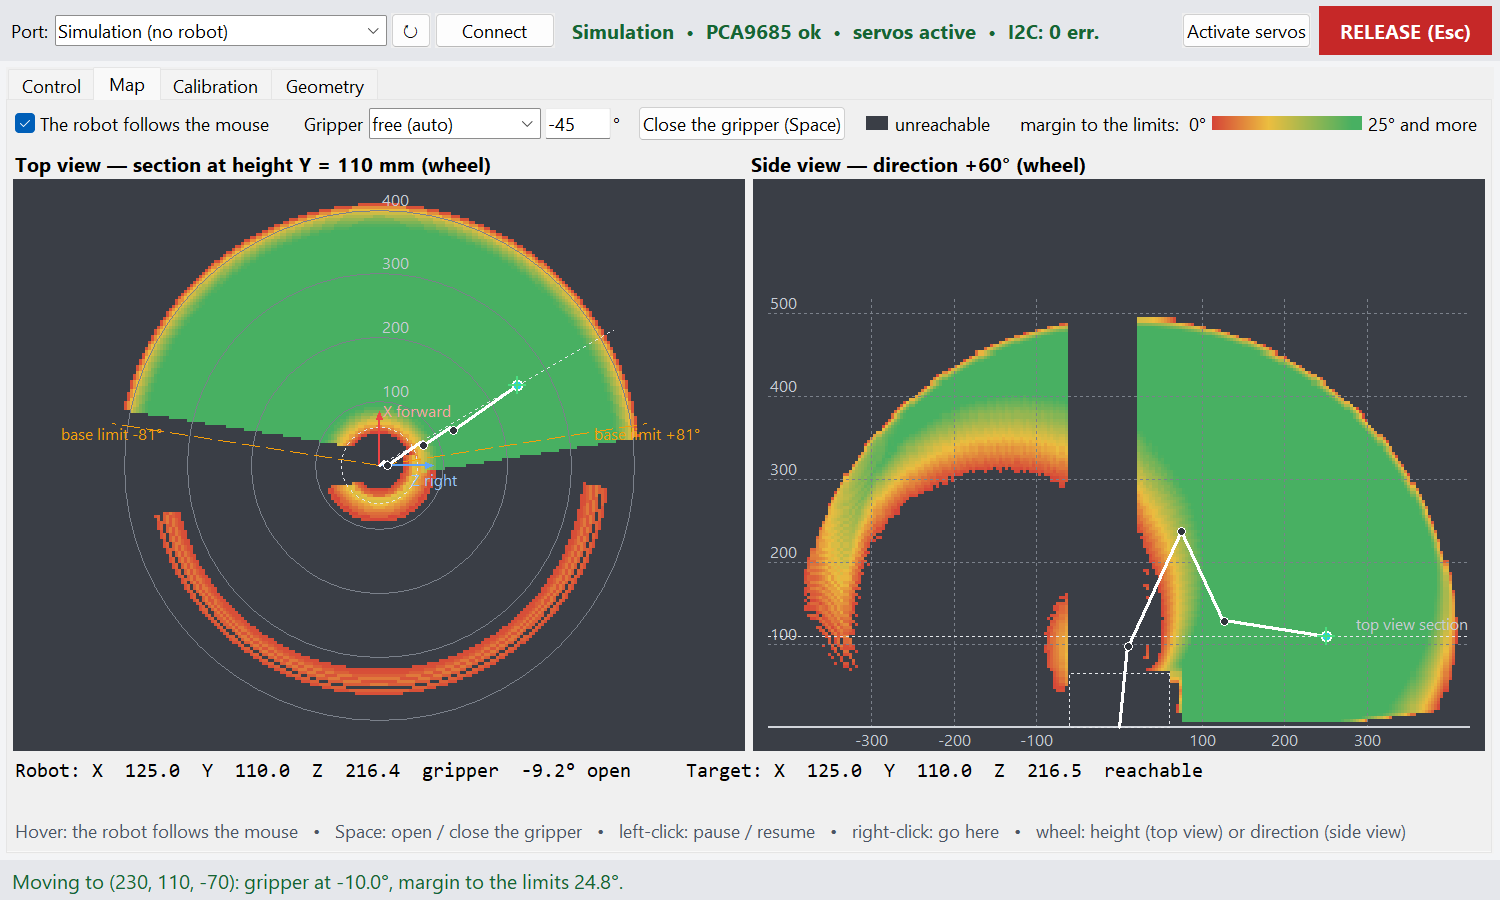 Port: Simulation (no robot) ↻ Connect Simulation • PCA9685 ok • servos active • I2C: 0 err. Activate servos RELEASE (Esc)
Control Map Calibration Geometry
The robot follows the mouse Gripper free (auto) -45 ° Close the gripper (Space) unreachable margin to the limits: 0° 25° and more
Top view — section at height Y = 110 mm (wheel)
400
300
200
100
X forward
base limit -81°
base limit +81°
right
Side view — direction +60° (wheel)
500
400
300
200
top view section
100
-300 -200 -100 100 200 300
Robot: X 125.0 Y 110.0 Z 216.4 gripper -9.2° open Target: X 125.0 Y 110.0 Z 216.5 reachable
Hover: the robot follows the mouse • Space: open / close the gripper • left-click: pause / resume • right-click: go here • wheel: height (top view) or direction (side view)
Moving to (230, 110, -70): gripper at -10.0°, margin to the limits 24.8°.